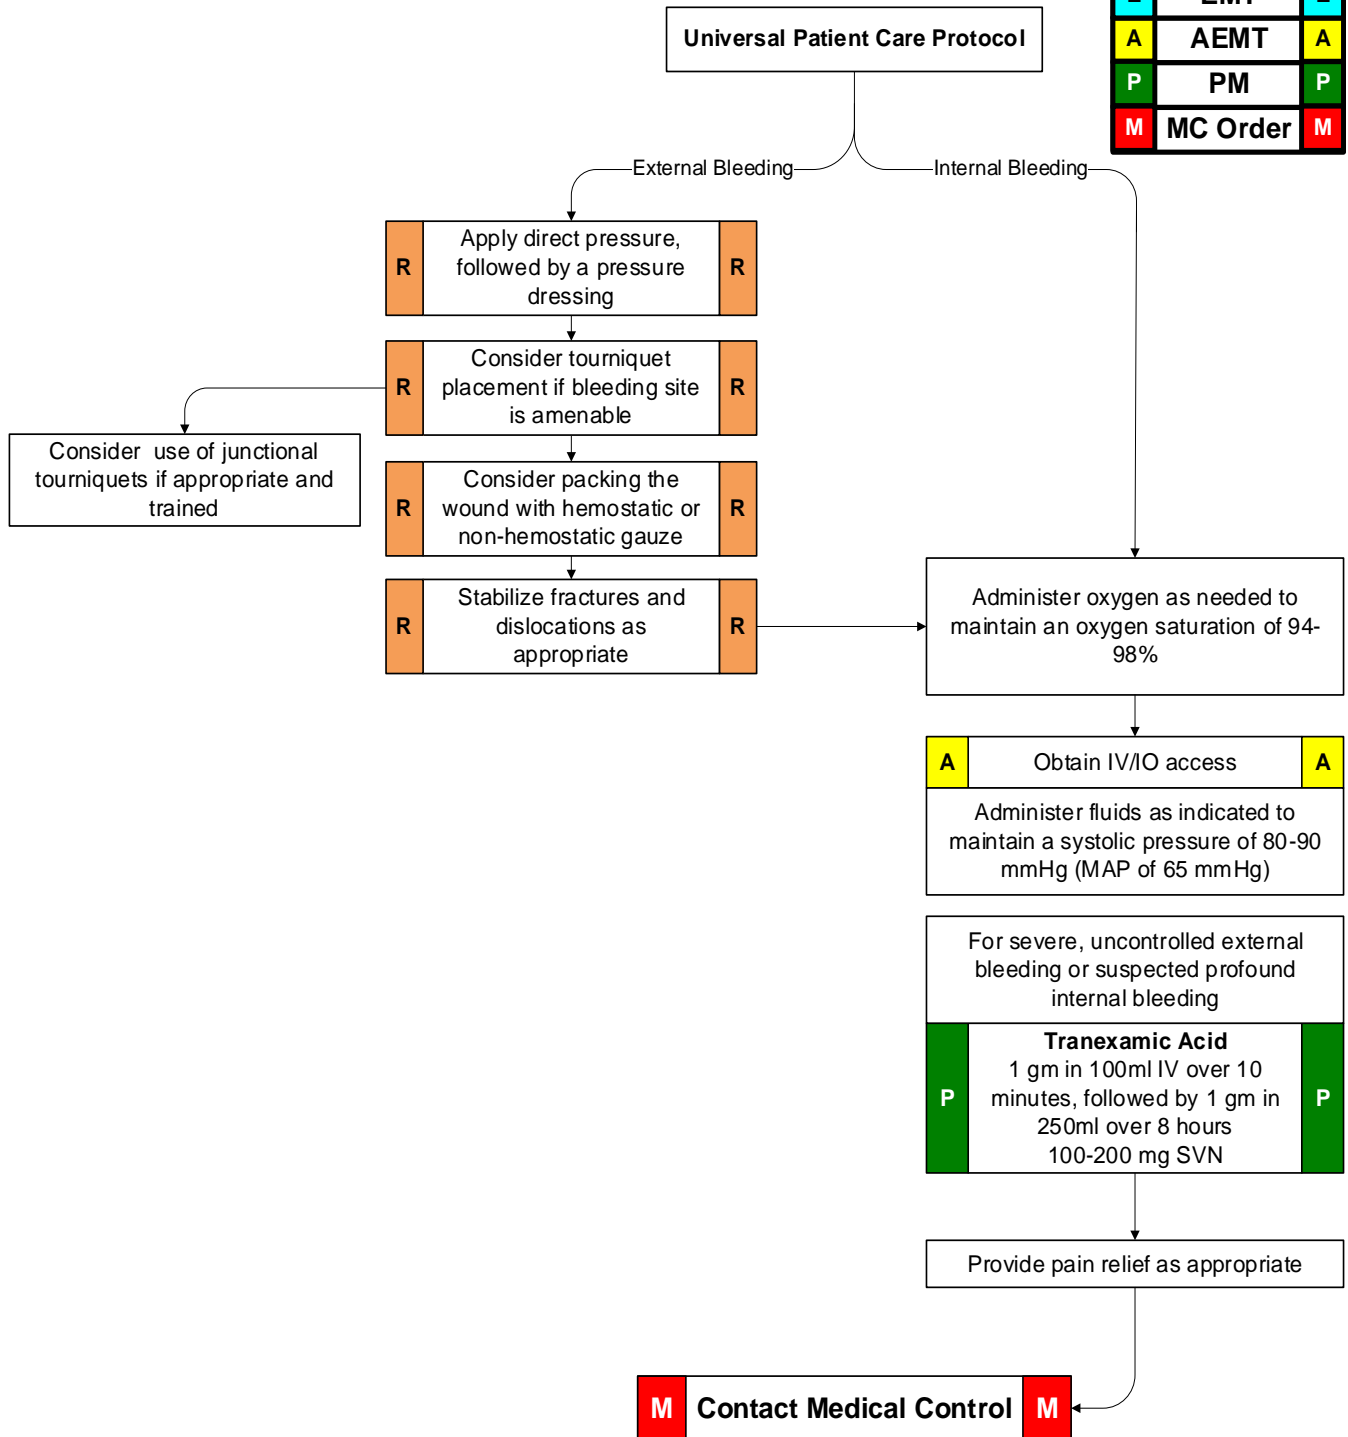 E EMT E
Universal Patient Care Protocol
A AEMT A
P PM P
M MC Order M
External Bleeding
Internal Bleeding
R R
Apply direct pressure,
followed by a pressure
dressing
R R
Consider tourniquet
placement if bleeding site
is amenable
Consider use of junctional
tourniquets if appropriate and
trained
R R
Consider packing the
wound with hemostatic or
non-hemostatic gauze
R R
Stabilize fractures and
dislocations as
appropriate
Administer oxygen as needed to
maintain an oxygen saturation of 94-
98%
A Obtain IV/IO access A
Administer fluids as indicated to
maintain a systolic pressure of 80-90
mmHg (MAP of 65 mmHg)
For severe, uncontrolled external
bleeding or suspected profound
internal bleeding
P P
Tranexamic Acid
1 gm in 100ml IV over 10
minutes, followed by 1 gm in
250ml over 8 hours
100-200 mg SVN
Provide pain relief as appropriate
M Contact Medical Control M